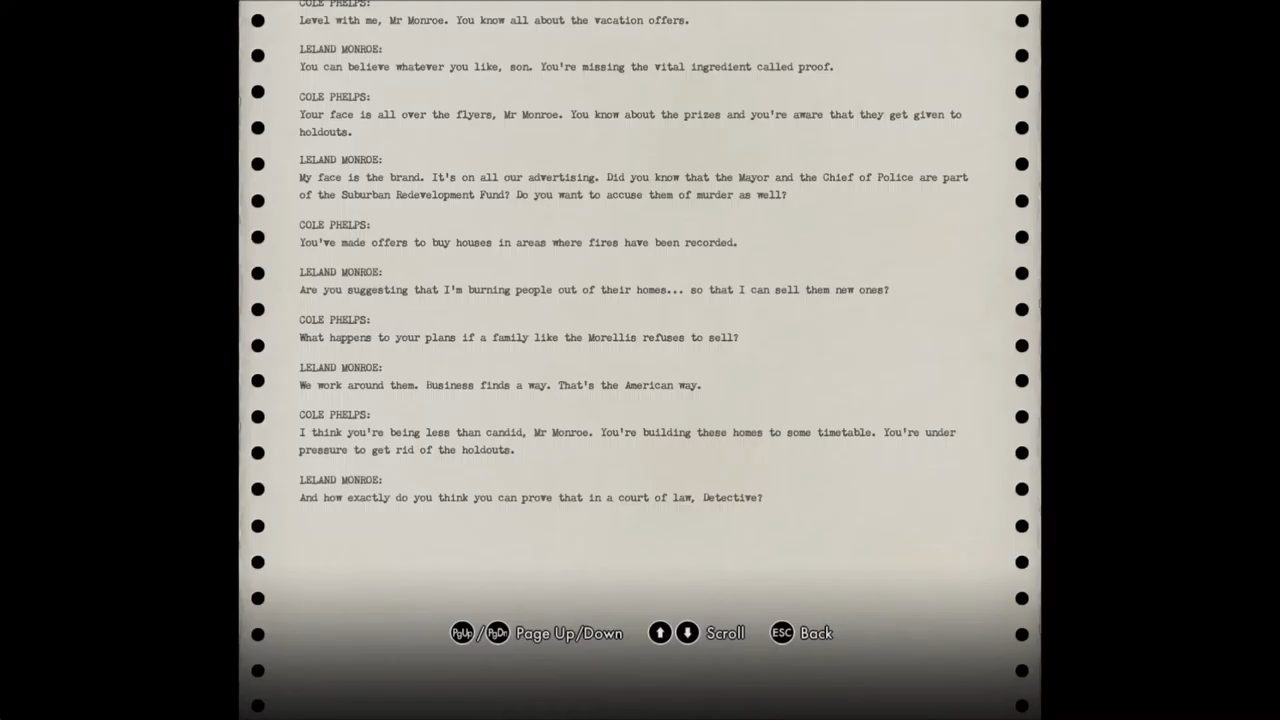 COLE PHELPS:
Level with me, Mr Monroe. You know all about the vacation offers.
LELAND MONROE:
You can believe whatever you like, son. You're missing the vital ingredient called proof.
COLE PHELPS:
Your face is all over the flyers, Mr Monroe. You know about the prizes and you're aware that they get given to
holdouts.
LELAND MONROE:
My face is the brand. It's on all our advertising. Did you know that the Mayor and the Chief of Police are part
of the Suburban Redevelopment Fund? Do you want to accuse them of murder as well?
COLE PHELPS:
You've made offers to buy houses in areas where fires have been recorded.
LELAND MONROE:
Are you suggesting that I'm burning people out of their homes... so that I can sell them new ones?
COLE PHELPS:
What happens to your plans if a family like the Morellis refuses to sell?
LELAND MONROE:
We work around them. Business finds a way. That's the American way.
COLE PHELPS:
I think you're being less than candid, Mr Monroe. You're building these homes to some timetable. You're under
pressure to get rid of the holdouts.
LELAND MONROE:
And how exactly do you think you can prove that in a court of law, Detective?
PgUp/PgDn Page Up/Down Scroll ESC Back